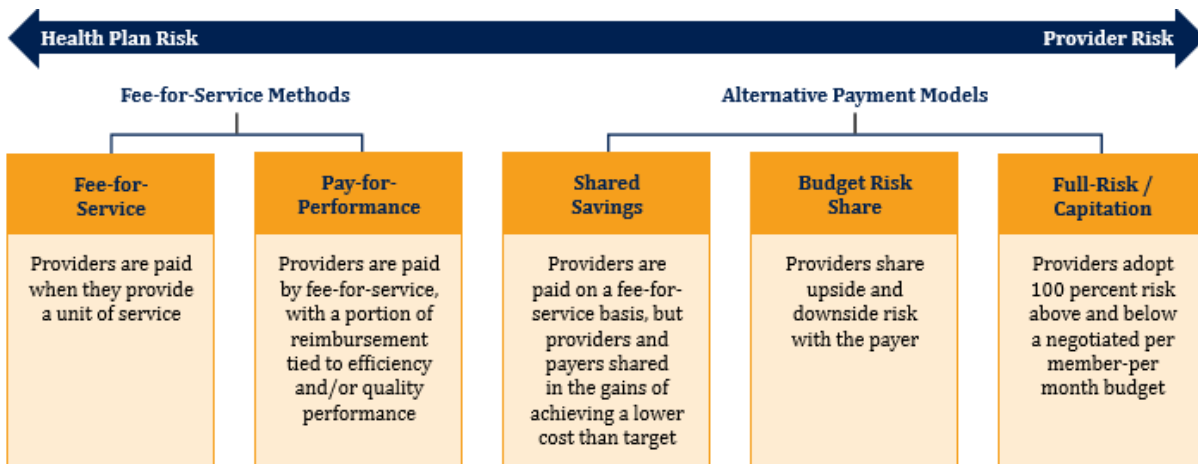 Health Plan Risk
Provider Risk
Fee-for-Service Methods
Alternative Payment Models
Fee-for-
Service
Providers are paid
when they provide
a unit of service
Pay-for-
Performance
Providers are paid
by fee-for-service,
with a portion of
reimbursement
tied to efficiency
and/or quality
performance
Shared
Savings
Providers are
paid on a fee-for-
service basis, but
providers and
payers shared
in the gains of
achieving a lower
cost than target
Budget Risk
Share
Providers share
upside and
downside risk
with the payer
Full-Risk /
Capitation
Providers adopt
100 percent risk
above and below
a negotiated per
member-per
month budget